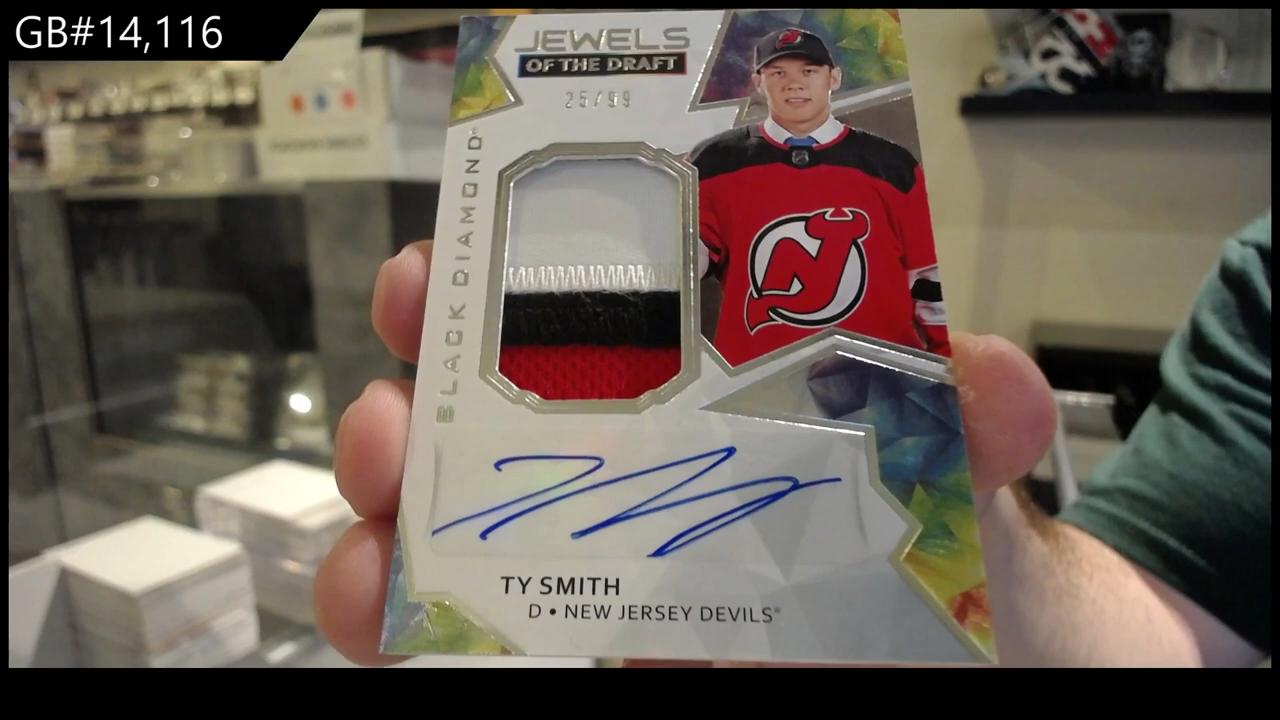 GB#14,116
JEWELS
OF THE DRAFT
25/99
BLACK DIAMOND®
TY SMITH
D • NEW JERSEY DEVILS®